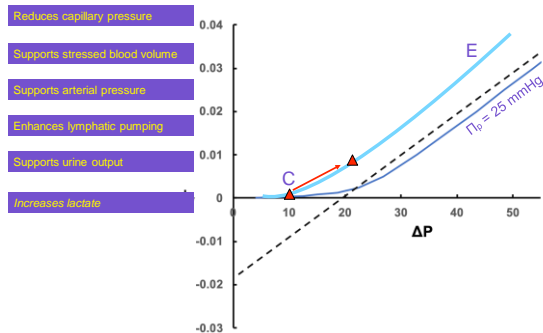 Reduces capillary pressure
Supports stressed blood volume
Supports arterial pressure
Enhances lymphatic pumping
Supports urine output
Increases lactate
0.04
0.03
0.02
0.01
0
-0.01
-0.02
-0.03
0
10
20
30
40
50
ΔP
C
E
Πp = 25 mmHg